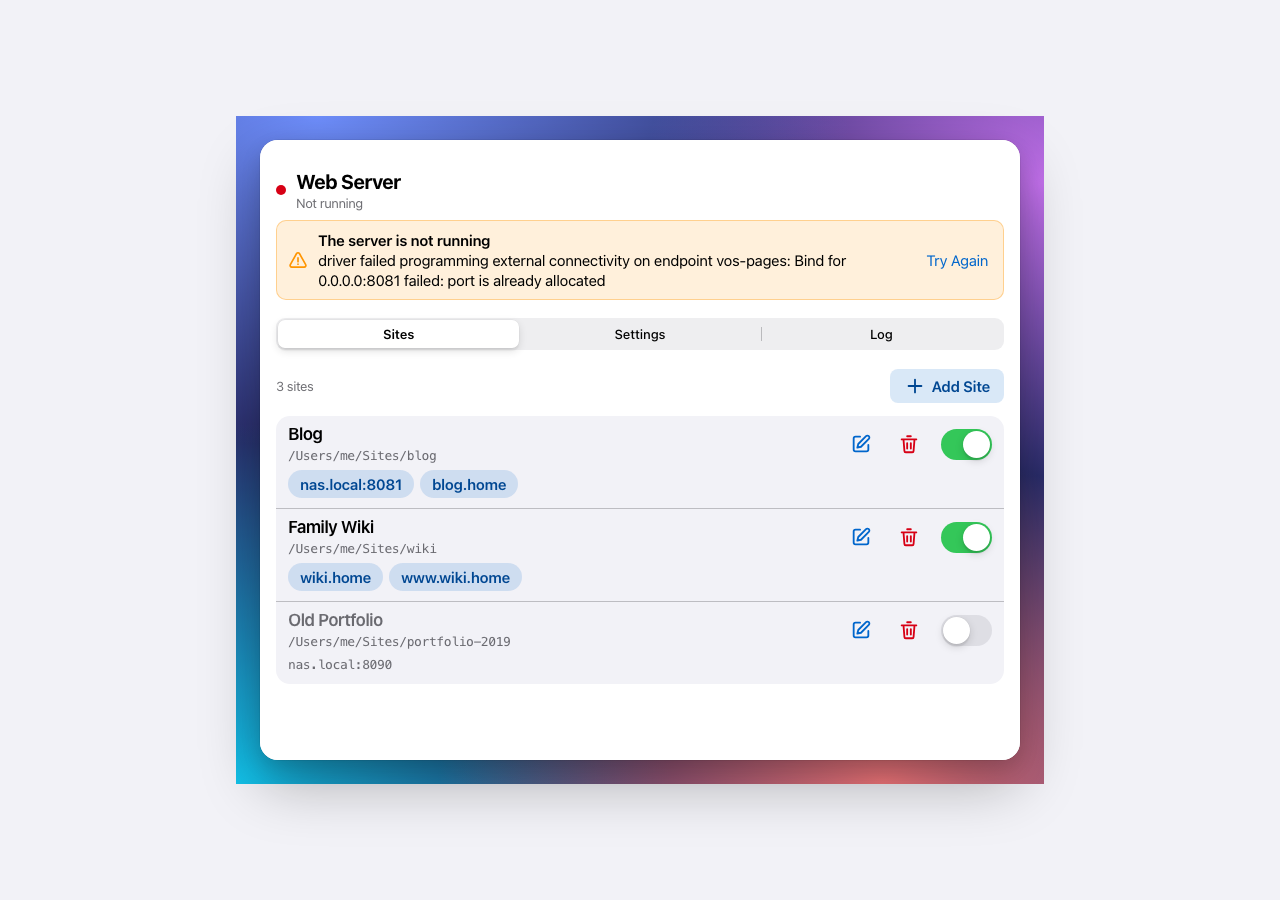 Web Server
Not running
The server is not running
driver failed programming external connectivity on endpoint vos-pages: Bind for
0.0.0.0:8081 failed: port is already allocated
Try Again
Sites
Settings
Log
3 sites
Add Site
Blog
/Users/me/Sites/blog
nas.local:8081
blog.home
Family Wiki
/Users/me/Sites/wiki
wiki.home
www.wiki.home
Old Portfolio
/Users/me/Sites/portfolio-2019
nas.local:8090